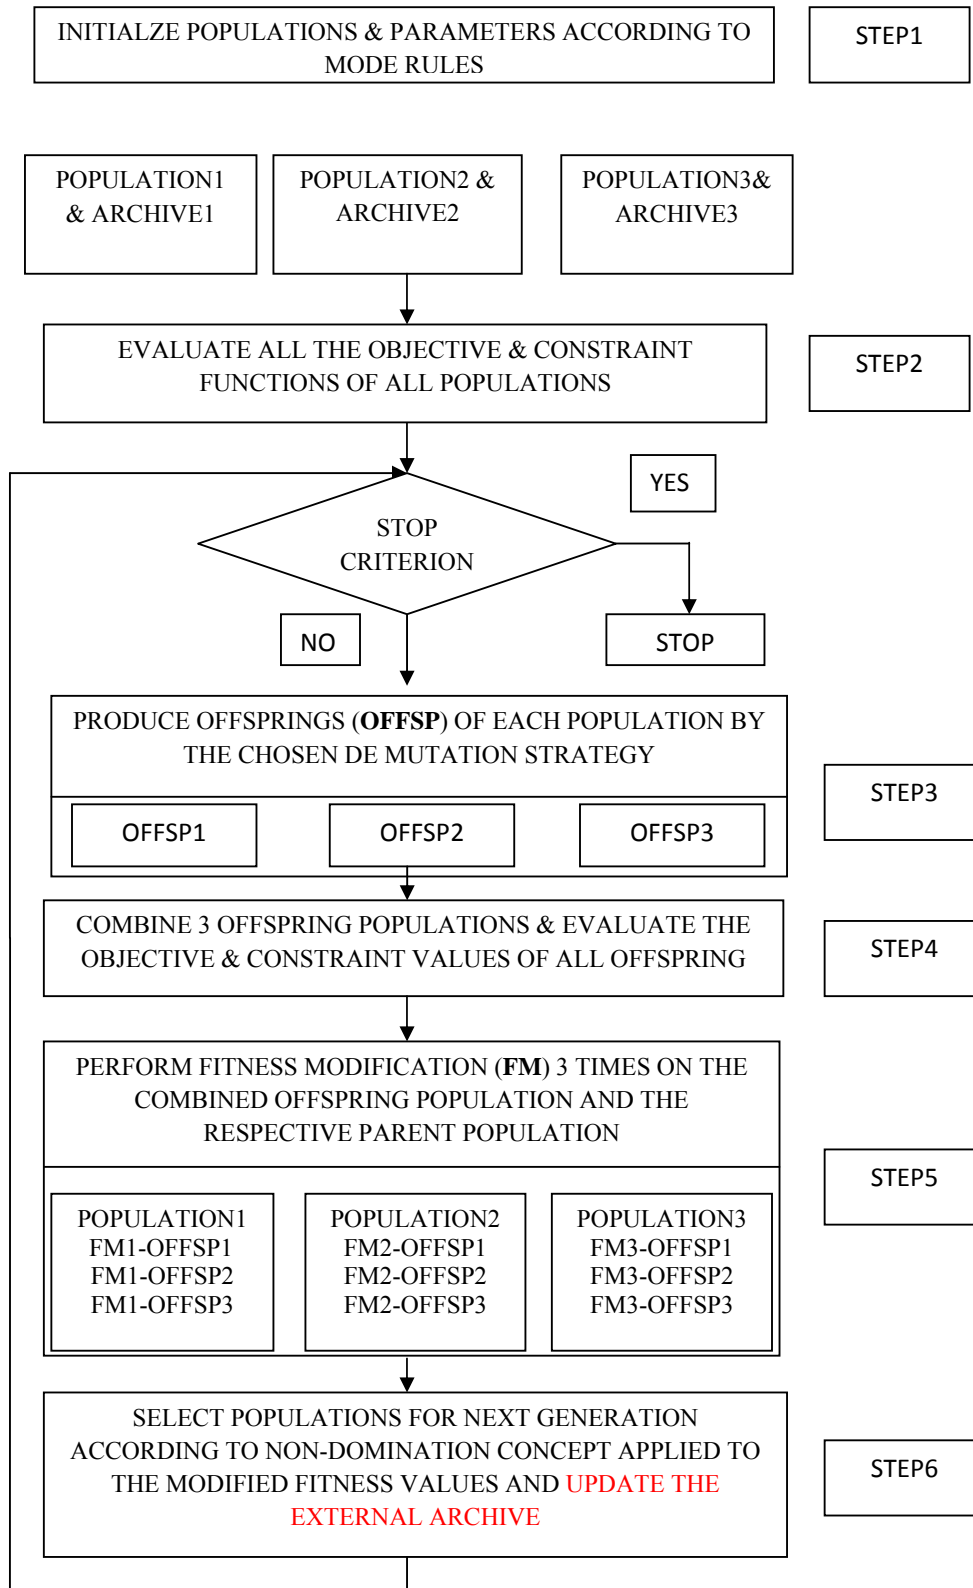 INITIALZE POPULATIONS & PARAMETERS ACCORDING TO
MODE RULES
STEP1
POPULATION1
& ARCHIVE1
POPULATION2 &
ARCHIVE2
POPULATION3&
ARCHIVE3
EVALUATE ALL THE OBJECTIVE & CONSTRAINT
FUNCTIONS OF ALL POPULATIONS
STEP2
YES
STOP
CRITERION
NO
STOP
PRODUCE OFFSPRINGS (OFFSP) OF EACH POPULATION BY
THE CHOSEN DE MUTATION STRATEGY
STEP3
OFFSP1
OFFSP2
OFFSP3
COMBINE 3 OFFSPRING POPULATIONS & EVALUATE THE
OBJECTIVE & CONSTRAINT VALUES OF ALL OFFSPRING
STEP4
PERFORM FITNESS MODIFICATION (FM) 3 TIMES ON THE
COMBINED OFFSPRING POPULATION AND THE
RESPECTIVE PARENT POPULATION
STEP5
POPULATION1
FM1-OFFSP1
FM1-OFFSP2
FM1-OFFSP3
POPULATION2
FM2-OFFSP1
FM2-OFFSP2
FM2-OFFSP3
POPULATION3
FM3-OFFSP1
FM3-OFFSP2
FM3-OFFSP3
SELECT POPULATIONS FOR NEXT GENERATION
ACCORDING TO NON-DOMINATION CONCEPT APPLIED TO
THE MODIFIED FITNESS VALUES AND UPDATE THE
EXTERNAL ARCHIVE
STEP6